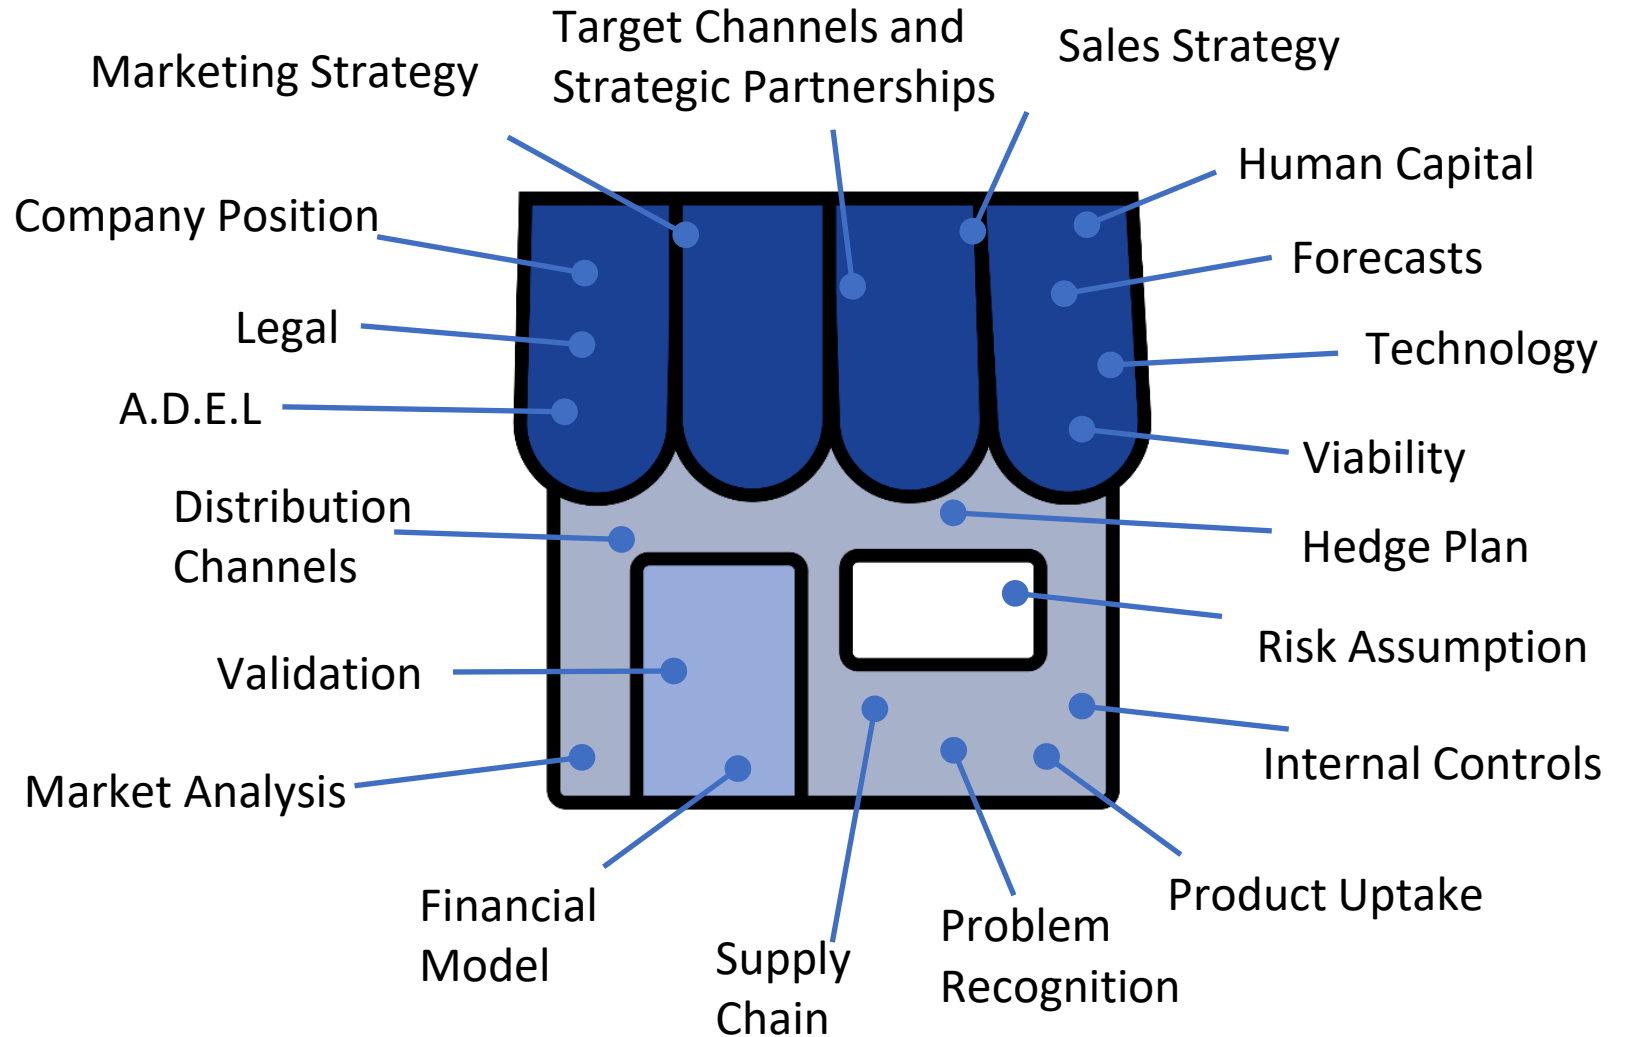 Target Channels and
Strategic Partnerships
Sales Strategy
Marketing Strategy
Human Capital
Company Position
Forecasts
Legal
Technology
A.D.E.L
Viability
Distribution
Channels
Hedge Plan
Risk Assumption
Validation
Internal Controls
Market Analysis
Product Uptake
Financial
Model
Problem
Recognition
Supply
Chain